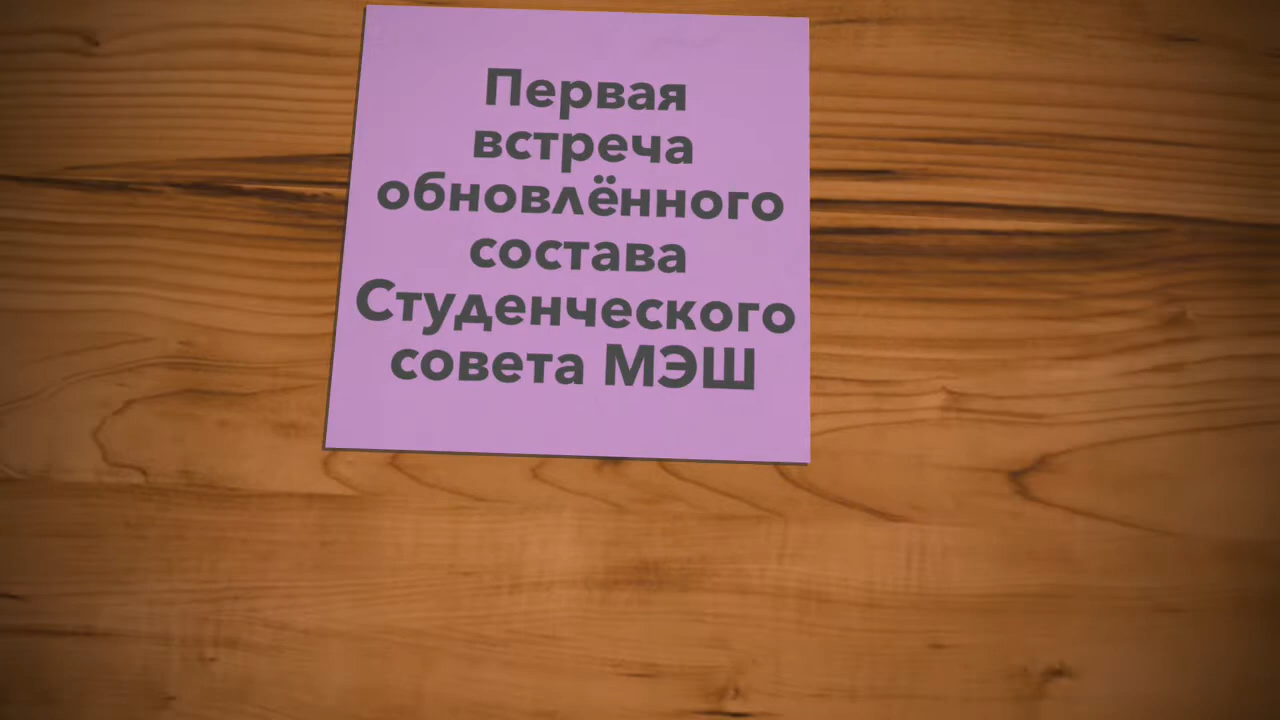 Первая
встреча
обновлённого
состава
Студенческого
совета МЭШ